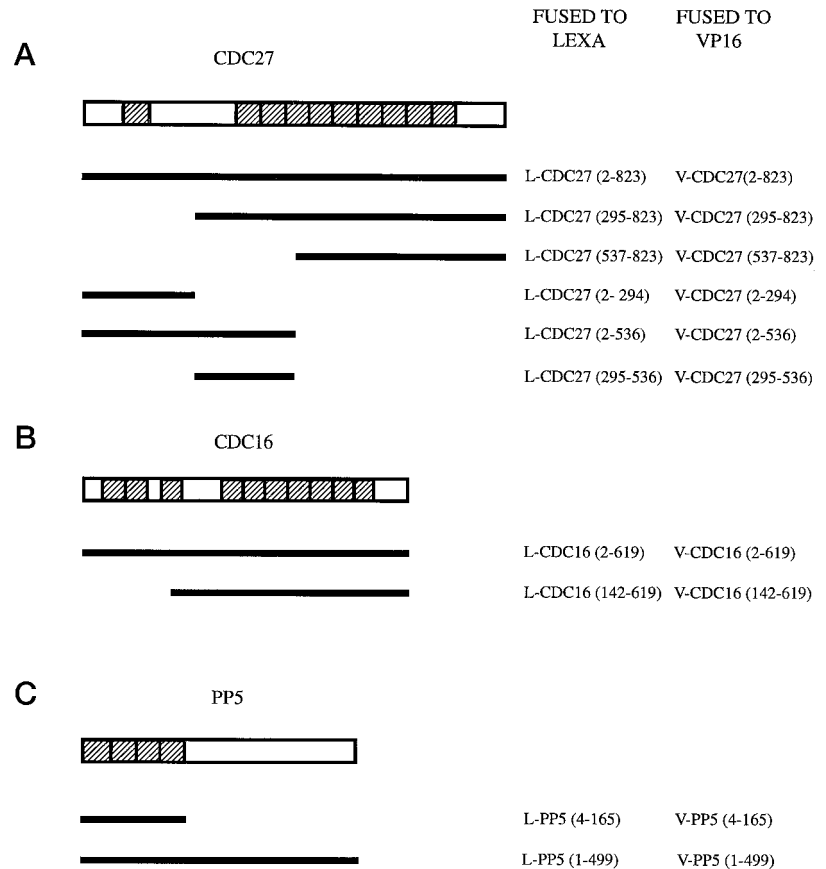 FUSED TO LEXA
FUSED TO VP16
A
CDC27
L-CDC27 (2-823) V-CDC27(2-823)
L-CDC27 (295-823) V-CDC27 (295-823)
L-CDC27 (537-823) V-CDC27 (537-823)
L-CDC27 (2- 294) V-CDC27 (2-294)
L-CDC27 (2-536) V-CDC27 (2-536)
L-CDC27 (295-536) V-CDC27 (295-536)
B
CDC16
L-CDC16 (2-619) V-CDC16 (2-619)
L-CDC16 (142-619) V-CDC16 (142-619)
C
PP5
L-PP5 (4-165) V-PP5 (4-165)
L-PP5 (1-499) V-PP5 (1-499)